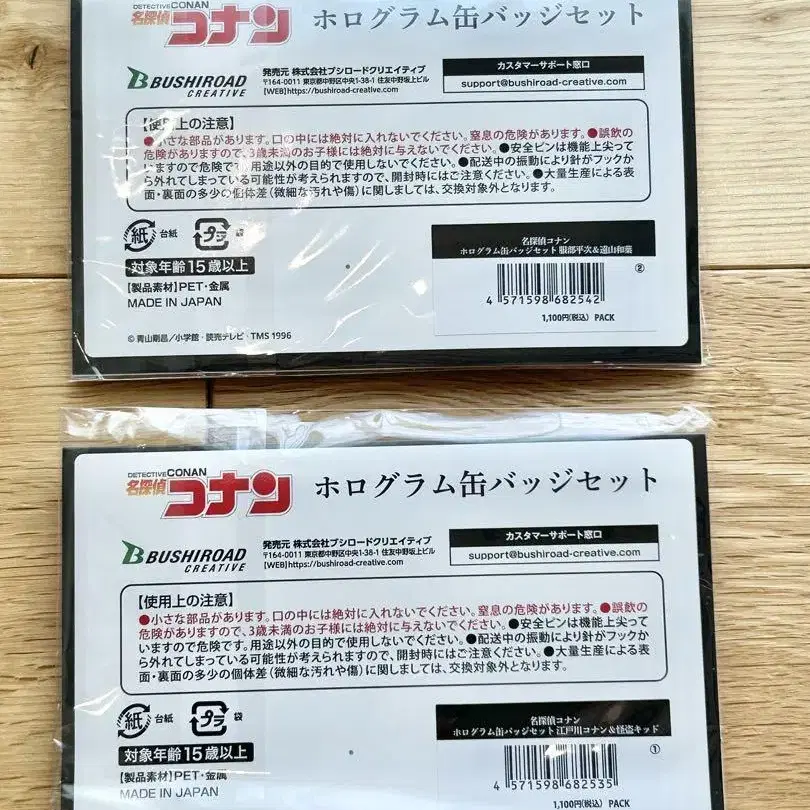 DETECTIVE CONAN
名探偵コナン
ホログラム缶バッジセット
BUSHIROAD
CREATIVE
発売元 株式会社ブシロードクリエイティブ
〒164-0011 東京都中野区中央1-38-1 住友中野坂上ビル
【WEB】https://bushiroad-creative.com/
カスタマーサポート窓口
support@bushiroad-creative.com
【使用上の注意】
●小さな部品があります。口の中には絶対に入れないでください。窒息の危険があります。●誤飲の
危険がありますので、3歳未満のお子様には絶対に与えないでください。●安全ピンは機能上尖って
いますので危険です。用途以外の目的で使用しないでください。●配送中の振動により針がフックか
ら外れてしまっている可能性が考えられますので、開封時にはご注意ください。●大量生産による表
面・裏面の多少の個体差(微細な汚れや傷)に関しましては、交換対象外となります。
紙 台紙 プラ 袋
対象年齢15歳以上
【製品素材】PET・金属
MADE IN JAPAN
©青山剛昌/小学館・読売テレビ・TMS 1996
名探偵コナン
ホログラム缶バッジセット 服部平次&遠山和葉
②
4 571598 682542
1,100円(税込) PACK
DETECTIVE CONAN
名探偵コナン
ホログラム缶バッジセット
BUSHIROAD
CREATIVE
発売元 株式会社ブシロードクリエイティブ
〒164-0011 東京都中野区中央1-38-1 住友中野坂上ビル
【WEB】https://bushiroad-creative.com/
カスタマーサポート窓口
support@bushiroad-creative.com
【使用上の注意】
●小さな部品があります。口の中には絶対に入れないでください。窒息の危険があります。●誤飲の
危険がありますので、3歳未満のお子様には絶対に与えないでください。●安全ピンは機能上尖って
いますので危険です。用途以外の目的で使用しないでください。●配送中の振動により針がフックか
ら外れてしまっている可能性が考えられますので、開封時にはご注意ください。●大量生産による表
面・裏面の多少の個体差(微細な汚れや傷)に関しましては、交換対象外となります。
紙 台紙 プラ 袋
対象年齢15歳以上
【製品素材】PET・金属
MADE IN JAPAN
名探偵コナン
ホログラム缶バッジセット 江戸川コナン&怪盗キッド
①
4 571598 682535
1,100円(税込) PACK